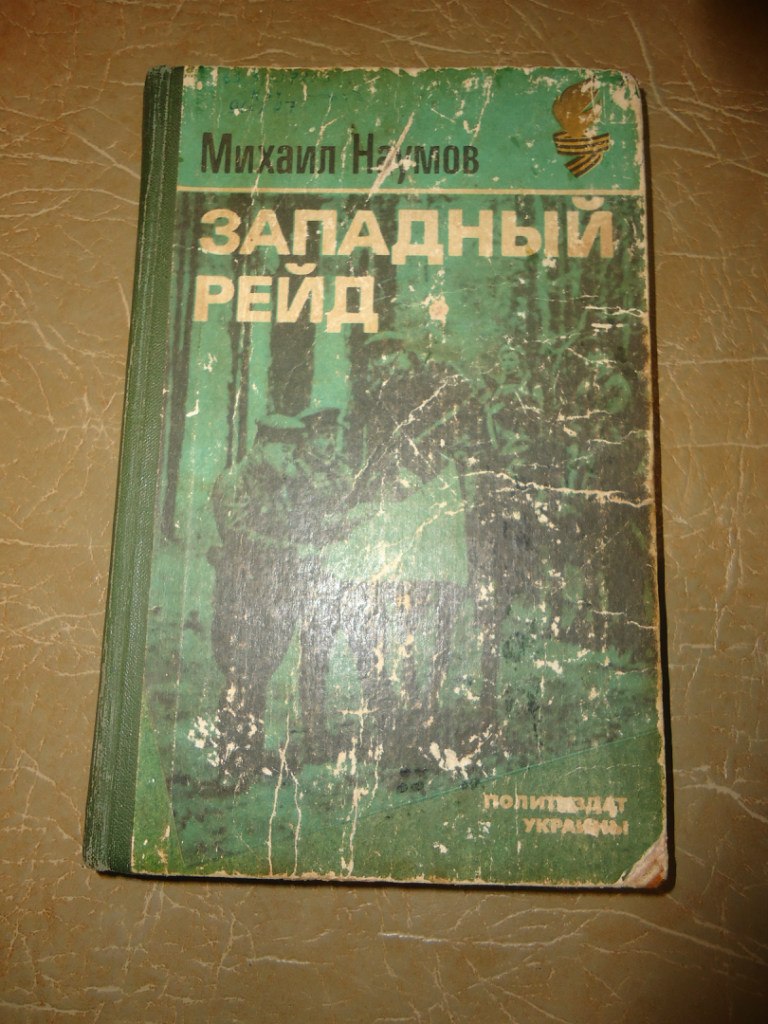 Михаил Наумов
ЗАПАДНЫЙ
РЕЙД
ПОЛИТИЗДАТ
УКРАИНЫ